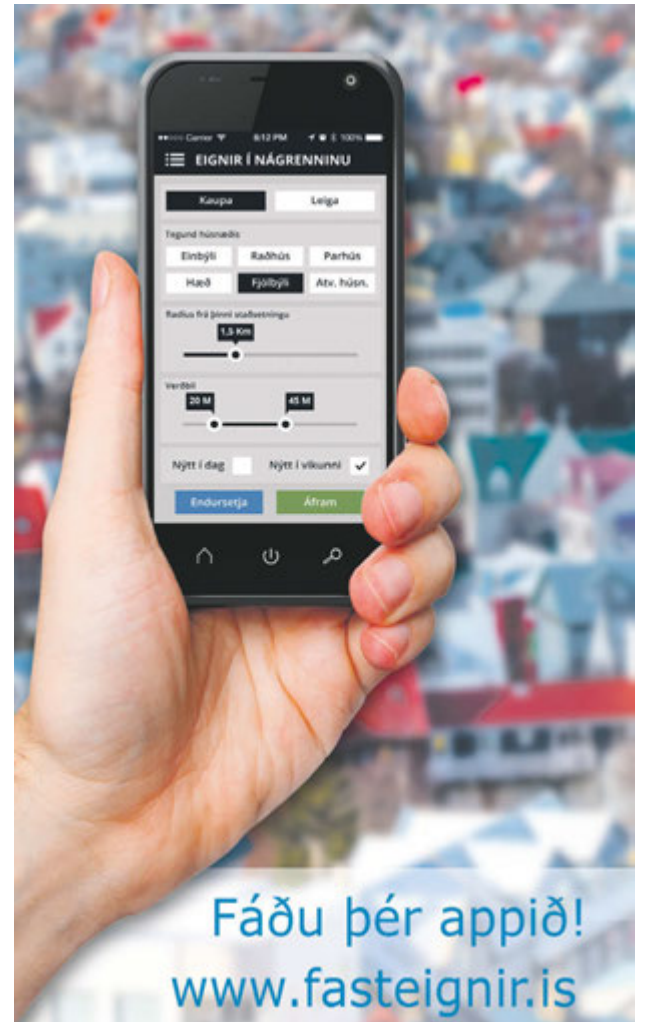 Carrier 8:12 PM 100%
EIGNIR Í NÁGRENNINU
Kaupa Leiga
Tegund húsnæðis
Einbýli Raðhús Parhús
Hæð Fjölbýli Atv. húsn.
Radíus frá þinni staðsetningu
1,5 Km
Verðbil
20 M 45 M
Nýtt í dag Nýtt í vikunni
Endursetja Áfram
Fáðu þér appið!
www.fasteignir.is